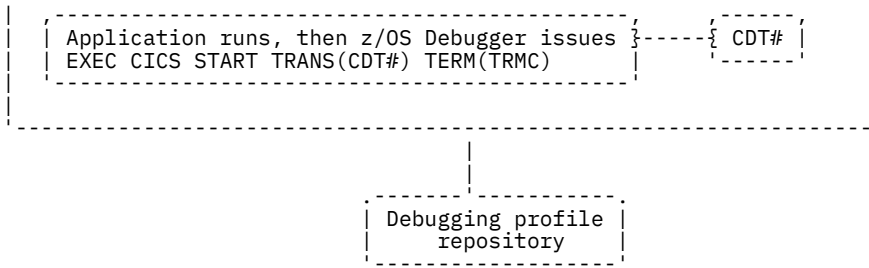 Application runs, then z/OS Debugger issues
CDT#
EXEC CICS START TRANS(CDT#) TERM(TRMC)
Debugging profile
repository